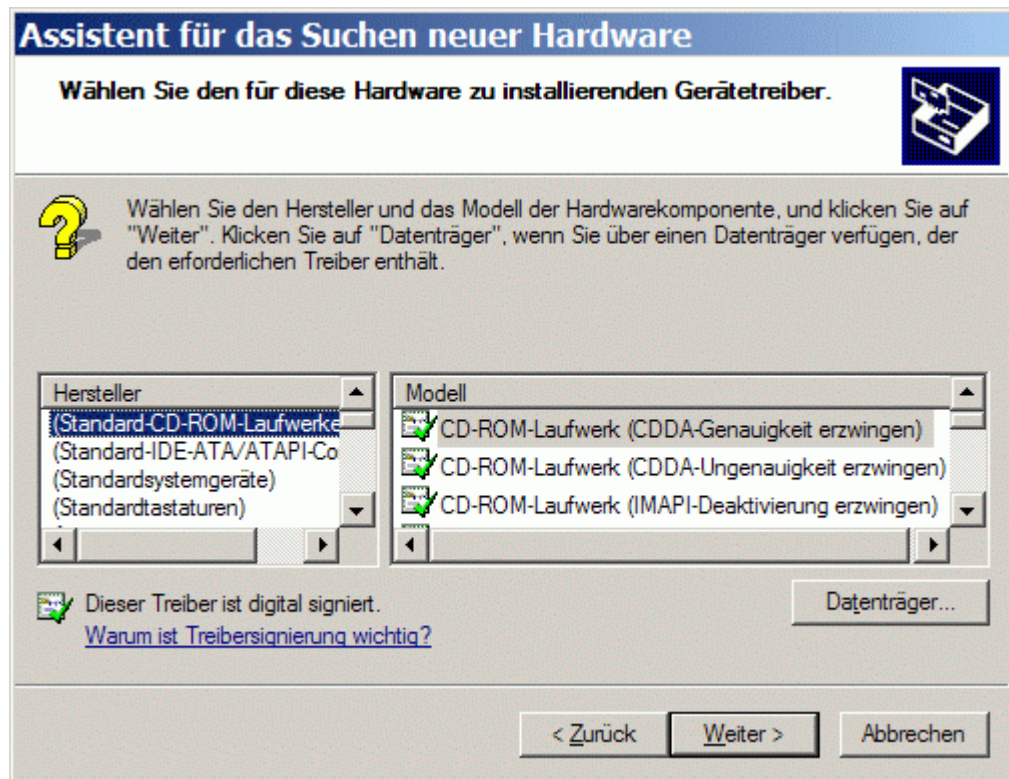 Assistent für das Suchen neuer Hardware
Wählen Sie den für diese Hardware zu installierenden Gerätetreiber.
Wählen Sie den Hersteller und das Modell der Hardwarekomponente, und klicken Sie auf
"Weiter". Klicken Sie auf "Datenträger", wenn Sie über einen Datenträger verfügen, der
den erforderlichen Treiber enthält.
Hersteller
(Standard-CD-ROM-Laufwerke
(Standard-IDE-ATA/ATAPI-Co
(Standardsystemgeräte)
(Standardtastaturen)
Modell
CD-ROM-Laufwerk (CDDA-Genauigkeit erzwingen)
CD-ROM-Laufwerk (CDDA-Ungenauigkeit erzwingen)
CD-ROM-Laufwerk (IMAPI-Deaktivierung erzwingen)
Dieser Treiber ist digital signiert.
Warum ist Treibersignierung wichtig?
Datenträger...
< Zurück
Weiter >
Abbrechen